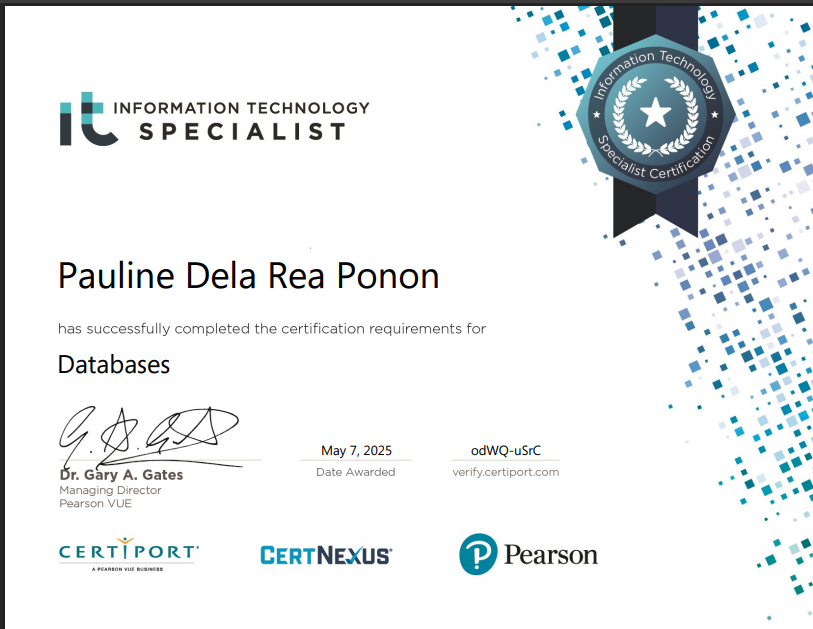 Information Technology
Specialist Certification
it INFORMATION TECHNOLOGY
SPECIALIST
Pauline Dela Rea Ponon
has successfully completed the certification requirements for
Databases
May 7, 2025
odWQ-uSrC
Date Awarded
verify.certiport.com
Dr. Gary A. Gates
Managing Director
Pearson VUE
CERTIPORT
A PEARSON VUE BUSINESS
CERTNEXUS
P Pearson